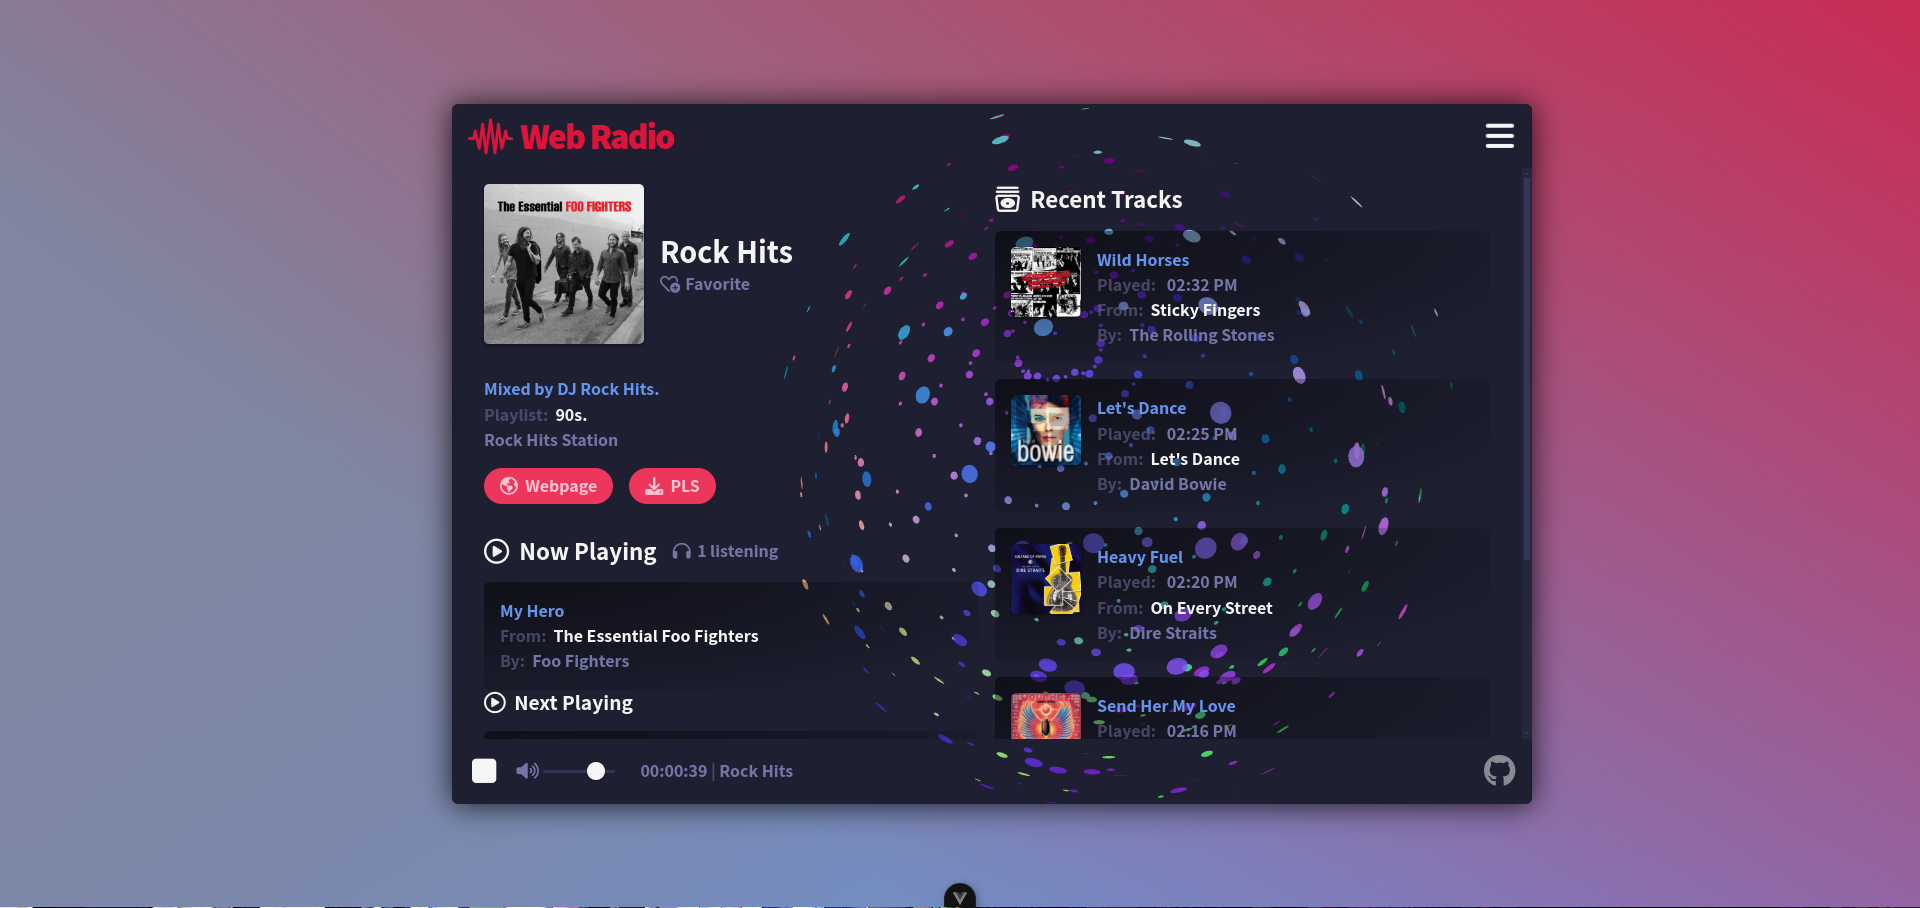 Web Radio
The Essential FOO FIGHTERS
Rock Hits
Favorite
Mixed by DJ Rock Hits.
Playlist: 90s.
Rock Hits Station
Webpage
PLS
Now Playing
1 listening
My Hero
From: The Essential Foo Fighters
By: Foo Fighters
Next Playing
Recent Tracks
Wild Horses
Played: 02:32 PM
From: Sticky Fingers
By: The Rolling Stones
bowie
Let's Dance
Played: 02:25 PM
From: Let's Dance
By: David Bowie
DIRE STRAITS
Heavy Fuel
Played: 02:20 PM
From: On Every Street
By: Dire Straits
Send Her My Love
Played: 02:16 PM
00:00:39 | Rock Hits